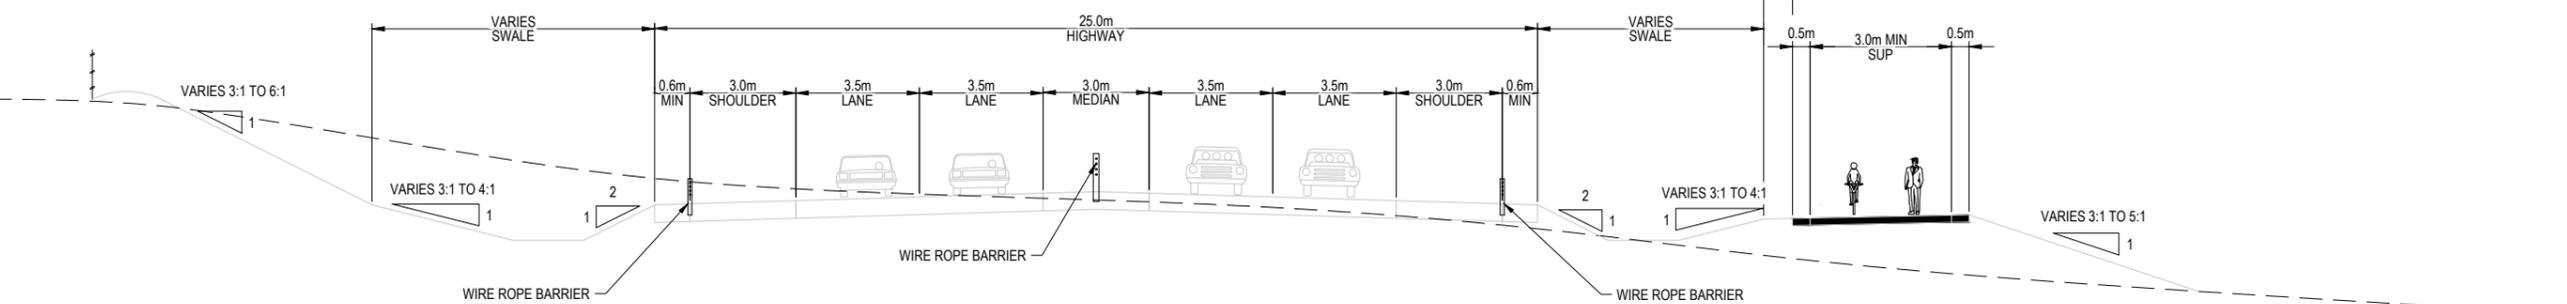 VARIES
SWALE
25.0m
HIGHWAY
VARIES
SWALE
0.5m
3.0m MIN
SUP
0.5m
0.6m
MIN
3.0m
SHOULDER
3.5m
LANE
3.5m
LANE
3.0m
MEDIAN
3.5m
LANE
3.5m
LANE
3.0m
SHOULDER
0.6m
MIN
VARIES 3:1 TO 6:1
1
VARIES 3:1 TO 4:1
1
2
1
2
1
VARIES 3:1 TO 4:1
1
VARIES 3:1 TO 5:1
1
WIRE ROPE BARRIER
WIRE ROPE BARRIER
WIRE ROPE BARRIER